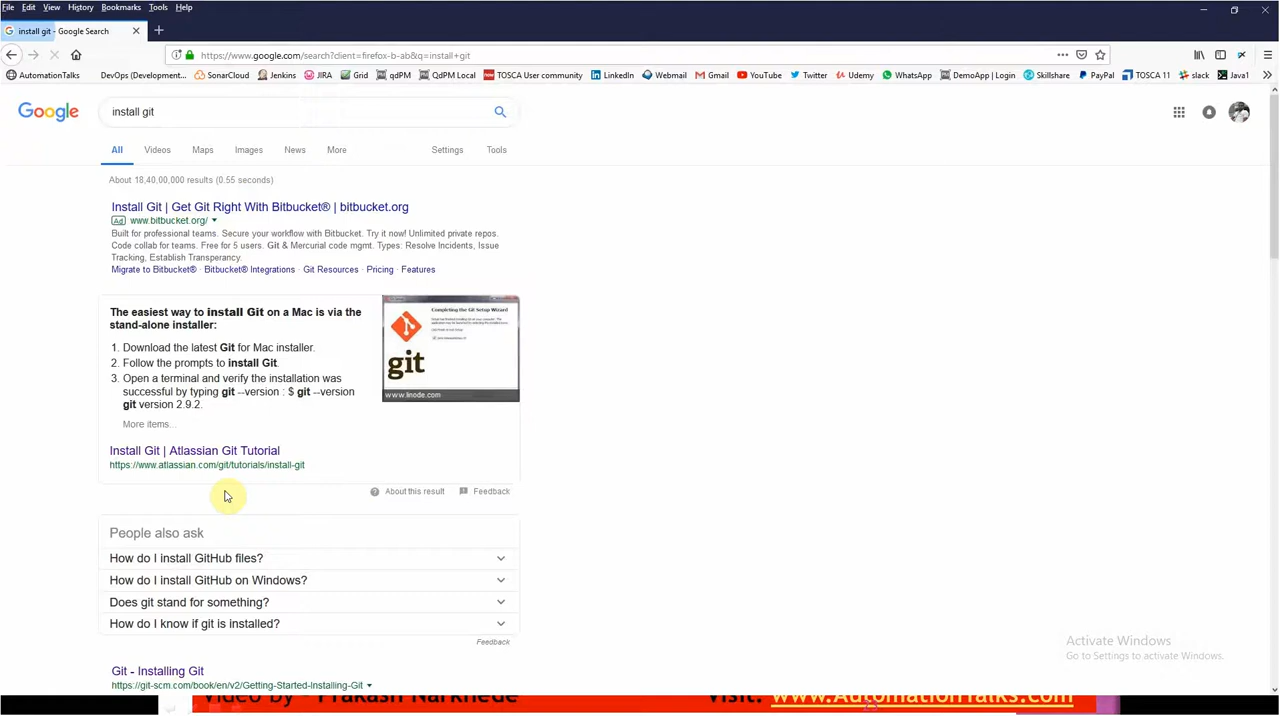 File Edit View History Bookmarks Tools Help
install git - Google Search
https://www.google.com/search?client=firefox-b-ab&q=install+git
AutomationTalks DevOps (Development... SonarCloud Jenkins JIRA Grid qdPM QdPM Local TOSCA User community LinkedIn Webmail Gmail YouTube Twitter Udemy WhatsApp DemoApp | Login Skillshare PayPal TOSCA 11 slack Java1
Google
install git
All Videos Maps Images News More Settings Tools
About 18,40,00,000 results (0.55 seconds)
Install Git | Get Git Right With Bitbucket® | bitbucket.org
Ad www.bitbucket.org/
Built for professional teams. Secure your workflow with Bitbucket. Try it now! Unlimited private repos.
Code collab for teams. Free for 5 users. Git & Mercurial code mgmt. Types: Resolve Incidents, Issue
Tracking, Establish Transparency.
Migrate to Bitbucket® · Bitbucket® Integrations · Git Resources · Pricing · Features
The easiest way to install Git on a Mac is via the
stand-alone installer:
1. Download the latest Git for Mac installer.
2. Follow the prompts to install Git.
3. Open a terminal and verify the installation was
successful by typing git --version : $ git --version
git version 2.9.2.
More items...
Completing the Git Setup Wizard
git
www.linode.com
Install Git | Atlassian Git Tutorial
https://www.atlassian.com/git/tutorials/install-git
About this result Feedback
People also ask
How do I install GitHub files?
How do I install GitHub on Windows?
Does git stand for something?
How do I know if git is installed?
Feedback
Git - Installing Git
https://git-scm.com/book/en/v2/Getting-Started-Installing-Git
Activate Windows
Go to Settings to activate Windows.
Video by - Prakash Narkhede Visit: www.AutomationTalks.com